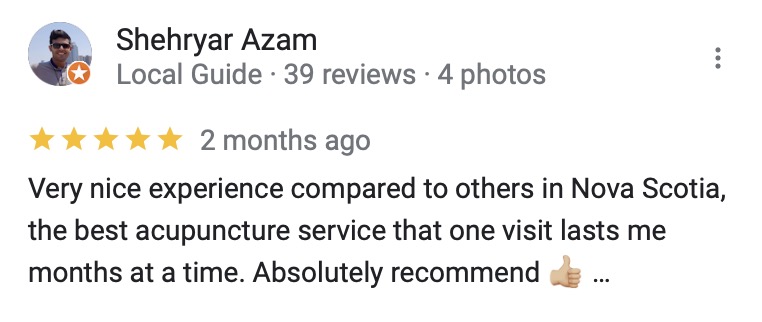 Shehryar Azam
Local Guide · 39 reviews · 4 photos
2 months ago
Very nice experience compared to others in Nova Scotia,
the best acupuncture service that one visit lasts me
months at a time. Absolutely recommend 👍🏼 ...